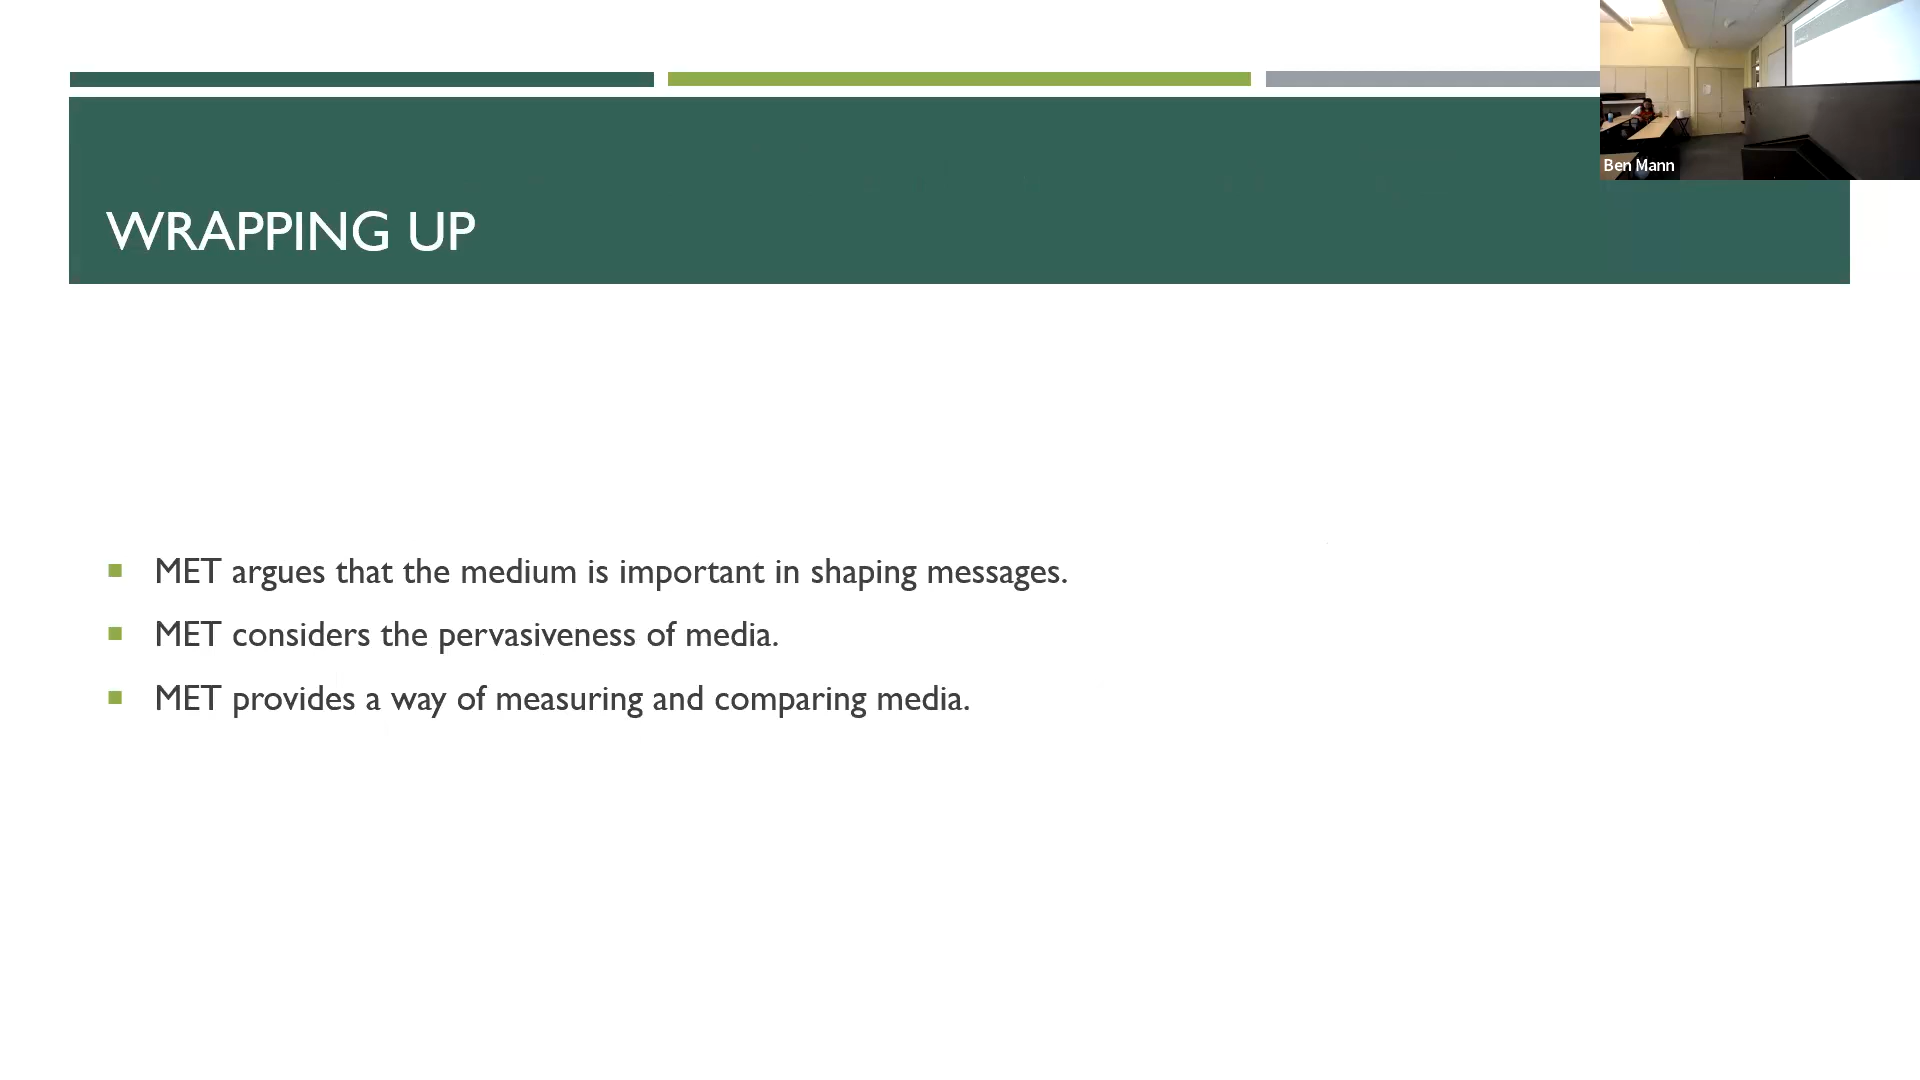 Ben Mann
WRAPPING UP
MET argues that the medium is important in shaping messages.
MET considers the pervasiveness of media.
MET provides a way of measuring and comparing media.